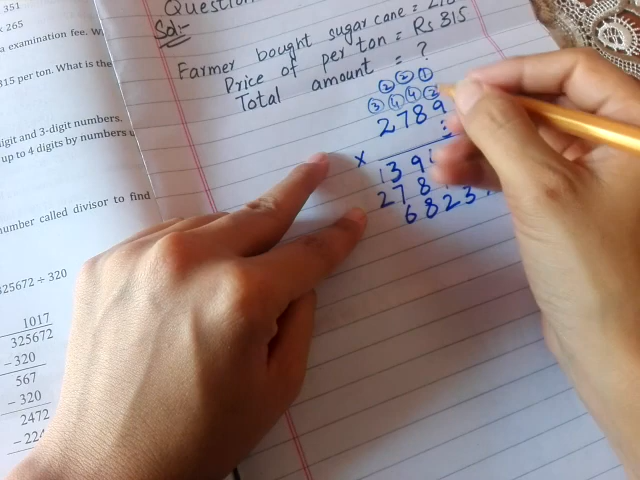 351
x 265
a examination fee. W
315 per ton. What is the
digit and 3-digit numbers.
up to 4 digits by numbers
number called divisor to find
325672 ÷ 320
1017
325672
- 320
567
- 320
2472
- 224
Question
Sol:-
Farmer bought sugar cane =
Price of per ton = Rs 315
Total amount = ?
2 2 1
3 4 4 2
2789
x
139
278
6823